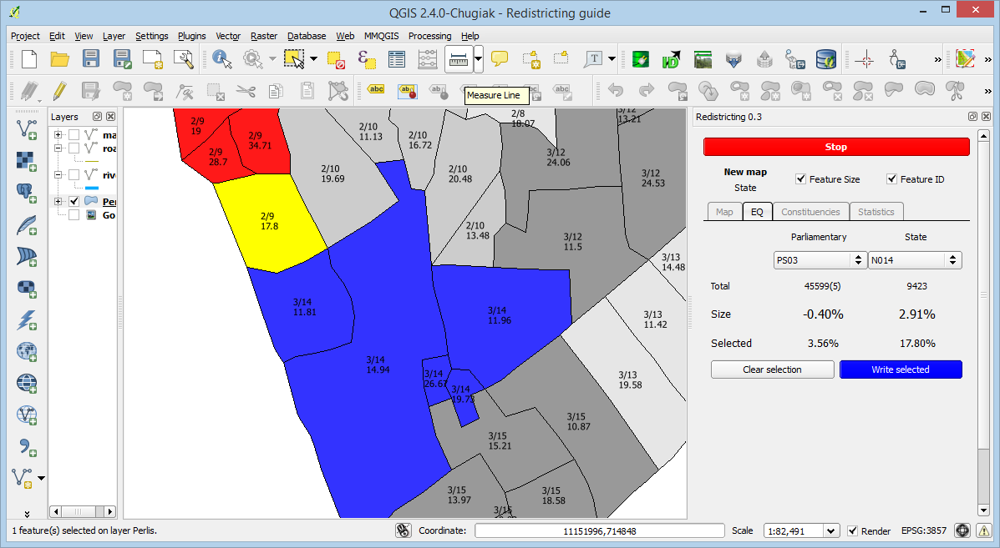 QGIS 2.4.0-Chugiak - Redistricting guide
Project Edit View Layer Settings Plugins Vector Raster Database Web MMQGIS Processing Help
T
abc ab abc abc
Measure Line
Layers
ma
roa
rive
Per
Go
2/9
19
2/9
34.71
2/9
28.7
2/10
11.13
2/10
16.72
2/8
18.07
3/12
13.21
2/10
19.69
2/10
20.48
3/12
24.06
3/12
24.53
2/9
17.8
2/10
13.48
3/12
11.5
3/13
14.48
3/14
11.81
3/14
11.96
3/13
11.42
3/14
14.94
3/14
26.67
3/14
19.73
3/13
19.58
3/15
10.87
3/15
15.21
3/15
13.97
3/15
18.58
3/15
Redistricting 0.3
Stop
New map
State
Feature Size
Feature ID
Map EQ Constituencies Statistics
Parliamentary State
PS03 N014
Total 45599(5) 9423
Size -0.40% 2.91%
Selected 3.56% 17.80%
Clear selection Write selected
1 feature(s) selected on layer Perlis.
Coordinate: 11151996,714848 Scale 1:82,491 Render EPSG:3857